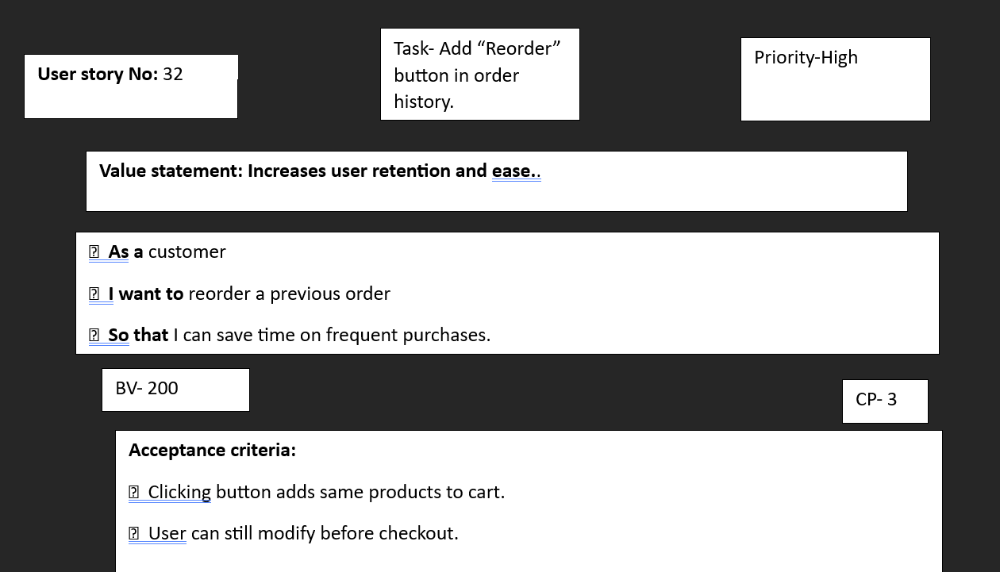 User story No: 32
Task- Add “Reorder”
button in order
history.
Priority-High
Value statement: Increases user retention and ease..
⍰ As a customer
⍰ I want to reorder a previous order
⍰ So that I can save time on frequent purchases.
BV- 200
CP- 3
Acceptance criteria:
⍰ Clicking button adds same products to cart.
⍰ User can still modify before checkout.